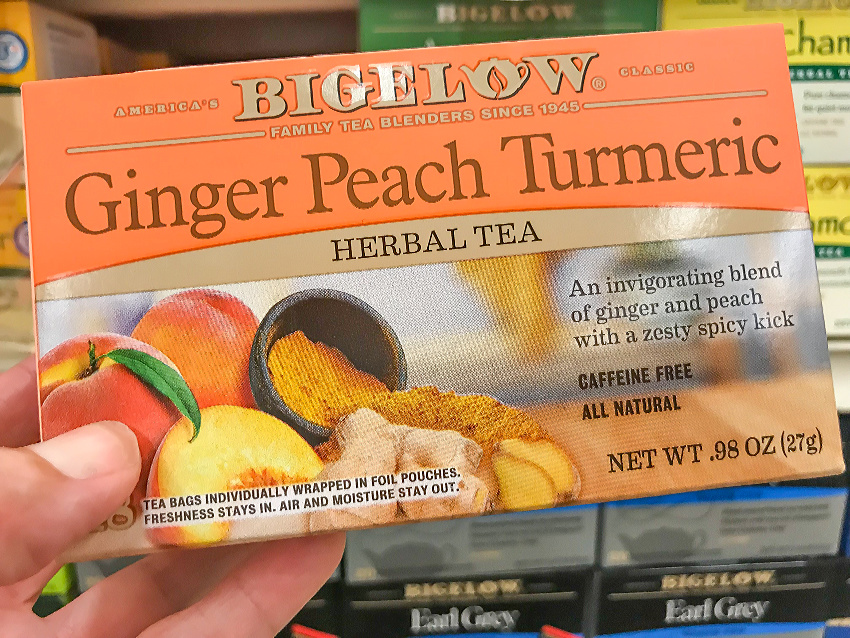 BIGELOW
Cham
AMERICA'S BIGELOW® CLASSIC
FAMILY TEA BLENDERS SINCE 1945
Ginger Peach Turmeric
HERBAL TEA
An invigorating blend
of ginger and peach
with a zesty spicy kick
CAFFEINE FREE
ALL NATURAL
NET WT .98 OZ (27g)
TEA BAGS INDIVIDUALLY WRAPPED IN FOIL POUCHES.
FRESHNESS STAYS IN. AIR AND MOISTURE STAY OUT.
BIGELOW
Earl Grey
BIGELOW
Earl Grey